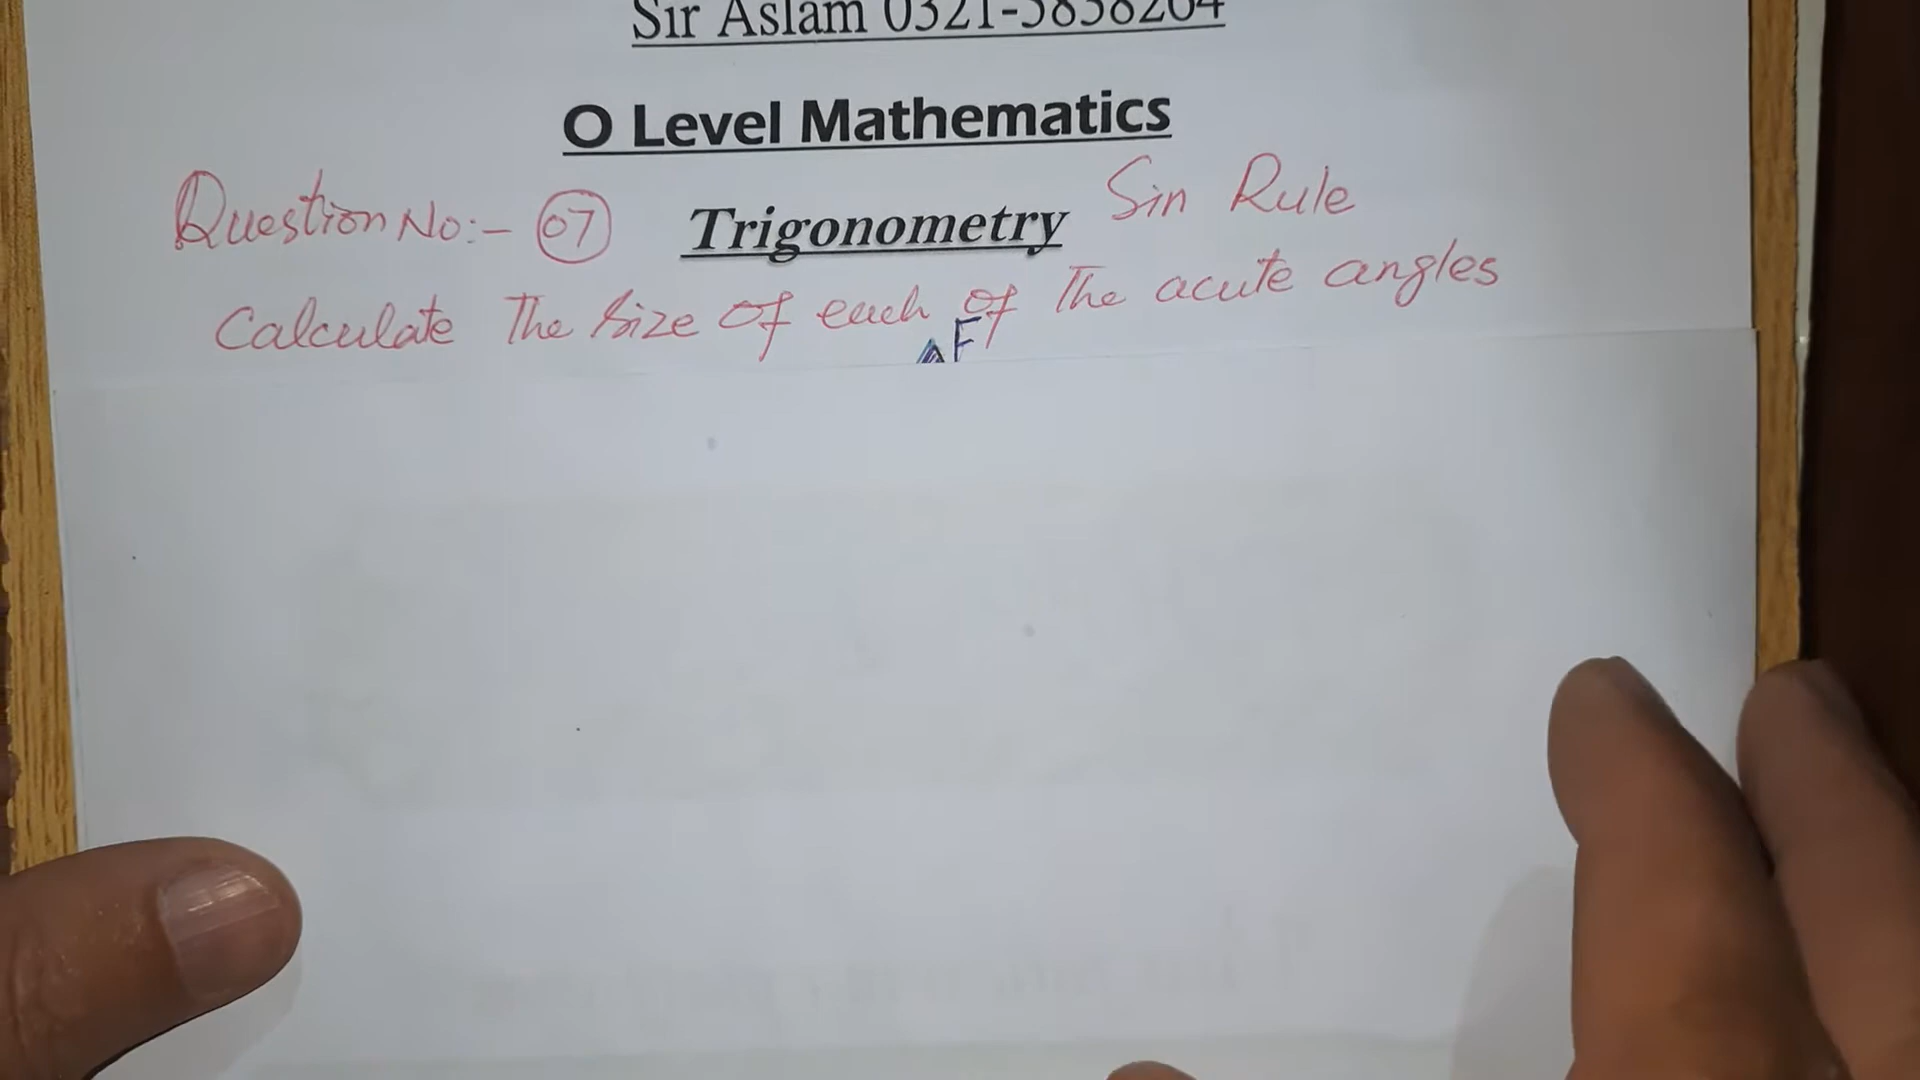 Sir Aslam 0321-5838204
O Level Mathematics
Question No:- 07 Trigonometry Sin Rule
Calculate The size of each of The acute angles
F